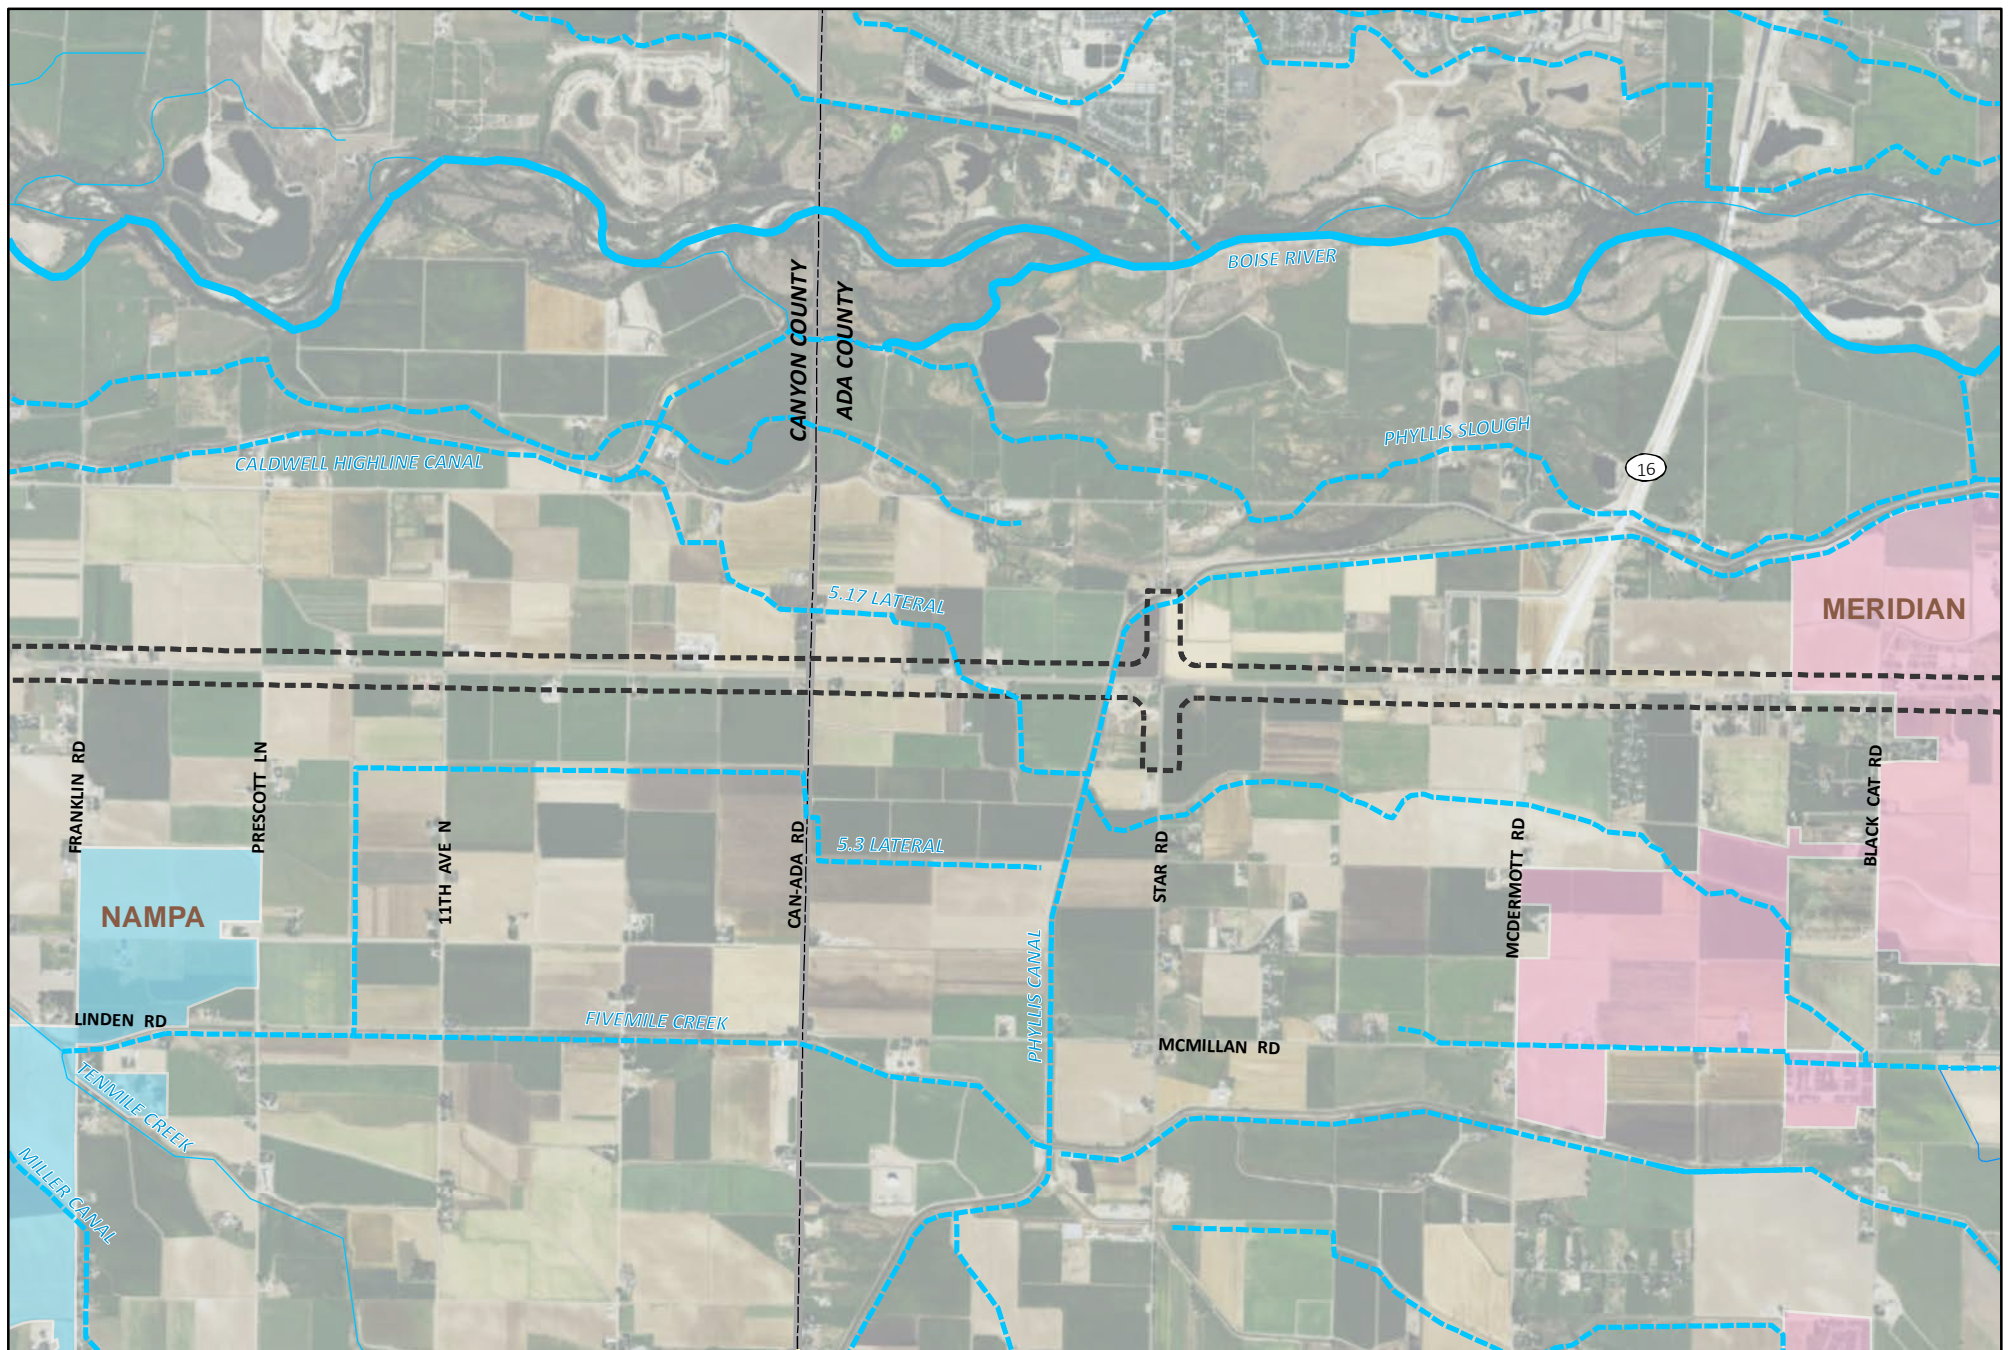 BOISE RIVER
CANYON COUNTY
ADA COUNTY
PHYLLIS SLOUGH
CALDWELL HIGHLINE CANAL
16
5.17 LATERAL
MERIDIAN
FRANKLIN RD
PRESCOTT LN
11TH AVE N
CAN-ADA RD
5.3 LATERAL
STAR RD
MCDERMOTT RD
BLACK CAT RD
NAMPA
PHYLLIS CANAL
LINDEN RD
FIVEMILE CREEK
MCMILLAN RD
TENMILE CREEK
MILLER CANAL